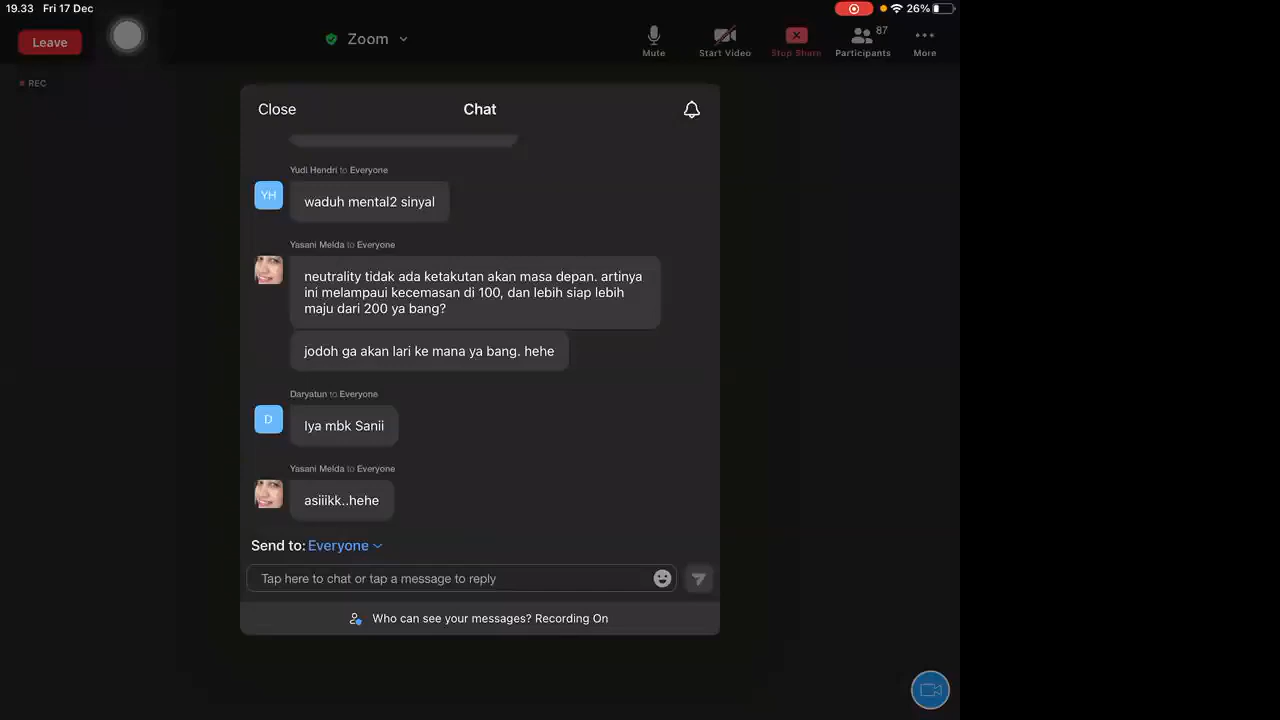 19.33 Fri 17 Dec
26%
Leave
Zoom
Mute
Start Video
Stop Share
87
Participants
More
REC
Close
Chat
Yudi Hendri to Everyone
YH
waduh mental2 sinyal
Yasani Melda to Everyone
neutrality tidak ada ketakutan akan masa depan. artinya
ini melampaui kecemasan di 100, dan lebih siap lebih
maju dari 200 ya bang?
jodoh ga akan lari ke mana ya bang. hehe
Daryatun to Everyone
D
Iya mbk Sanii
Yasani Melda to Everyone
asiiikk..hehe
Send to: Everyone
Tap here to chat or tap a message to reply
Who can see your messages? Recording On